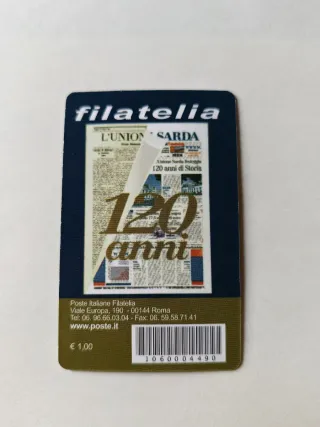 filatelia
L'UNIONE SARDA
120 anni di Storia
120
anni
Poste Italiane Filatelia
Viale Europa, 190 - 00144 Roma
Tel: 06. 96.66.03.04 - Fax: 06. 59.58.71.41
www.poste.it
€ 1,00
1060004490